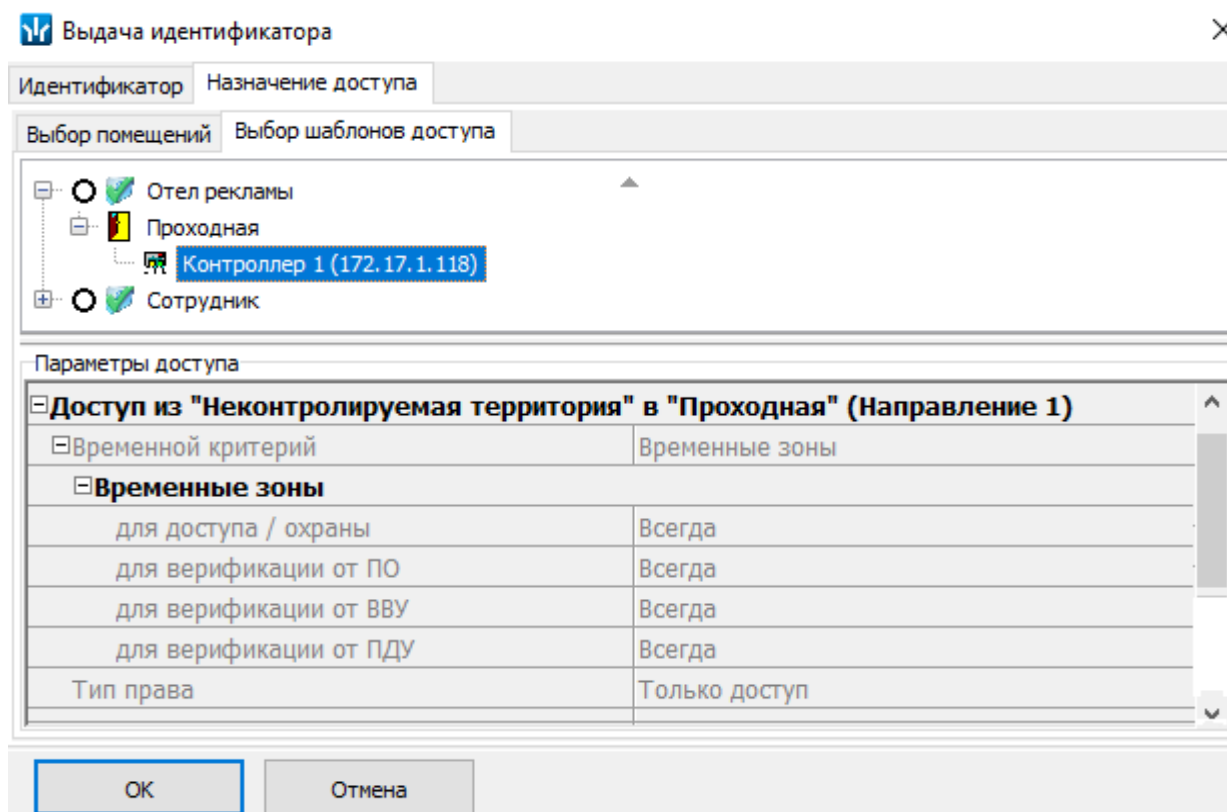 Выдача идентификатора
Идентификатор Назначение доступа
Выбор помещений Выбор шаблонов доступа
Отел рекламы
Проходная
Контроллер 1 (172.17.1.118)
Сотрудник
Параметры доступа
Доступ из "Неконтролируемая территория" в "Проходная" (Направление 1)
Временной критерий Временные зоны
Временные зоны
для доступа / охраны Всегда
для верификации от ПО Всегда
для верификации от ВВУ Всегда
для верификации от ПДУ Всегда
Тип права Только доступ
ОК Отмена